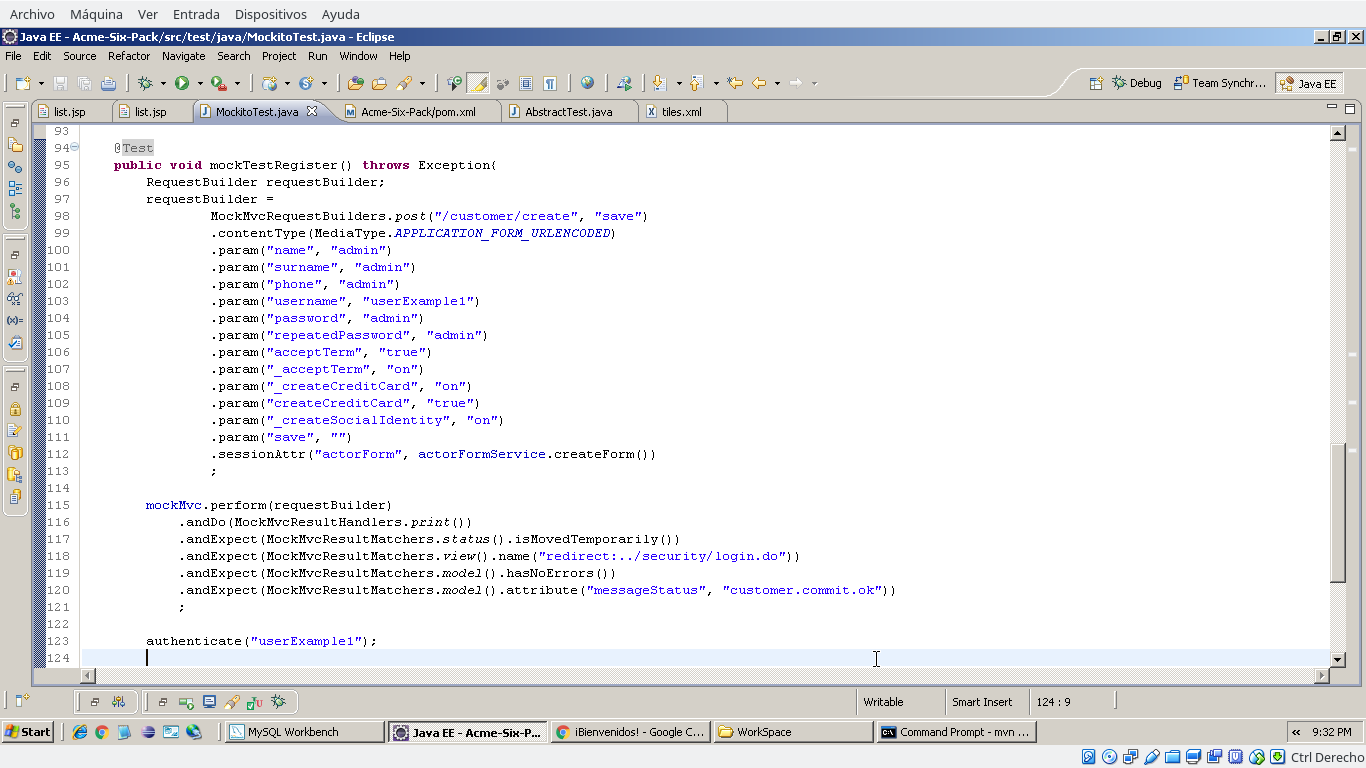 Archivo Máquina Ver Entrada Dispositivos Ayuda
Java EE - Acme-Six-Pack/src/test/java/MockitoTest.java - Eclipse
File Edit Source Refactor Navigate Search Project Run Window Help
Debug Team Synchr... Java EE
list.jsp list.jsp MockitoTest.java Acme-Six-Pack/pom.xml AbstractTest.java tiles.xml
93
94 @Test
95 public void mockTestRegister() throws Exception{
96 RequestBuilder requestBuilder;
97 requestBuilder =
98 MockMvcRequestBuilders.post("/customer/create", "save")
99 .contentType(MediaType.APPLICATION_FORM_URLENCODED)
100 .param("name", "admin")
101 .param("surname", "admin")
102 .param("phone", "admin")
103 .param("username", "userExample1")
104 .param("password", "admin")
105 .param("repeatedPassword", "admin")
106 .param("acceptTerm", "true")
107 .param("_acceptTerm", "on")
108 .param("_createCreditCard", "on")
109 .param("createCreditCard", "true")
110 .param("_createSocialIdentity", "on")
111 .param("save", "")
112 .sessionAttr("actorForm", actorFormService.createForm())
113 ;
114
115 mockMvc.perform(requestBuilder)
116 .andDo(MockMvcResultHandlers.print())
117 .andExpect(MockMvcResultMatchers.status().isMovedTemporarily())
118 .andExpect(MockMvcResultMatchers.view().name("redirect:../security/login.do"))
119 .andExpect(MockMvcResultMatchers.model().hasNoErrors())
120 .andExpect(MockMvcResultMatchers.model().attribute("messageStatus", "customer.commit.ok"))
121 ;
122
123 authenticate("userExample1");
124
Writable Smart Insert 124 : 9
Start MySQL Workbench Java EE - Acme-Six-P... ¡Bienvenidos! - Google C... WorkSpace Command Prompt - mvn ... « 9:32 PM
Ctrl Derecho